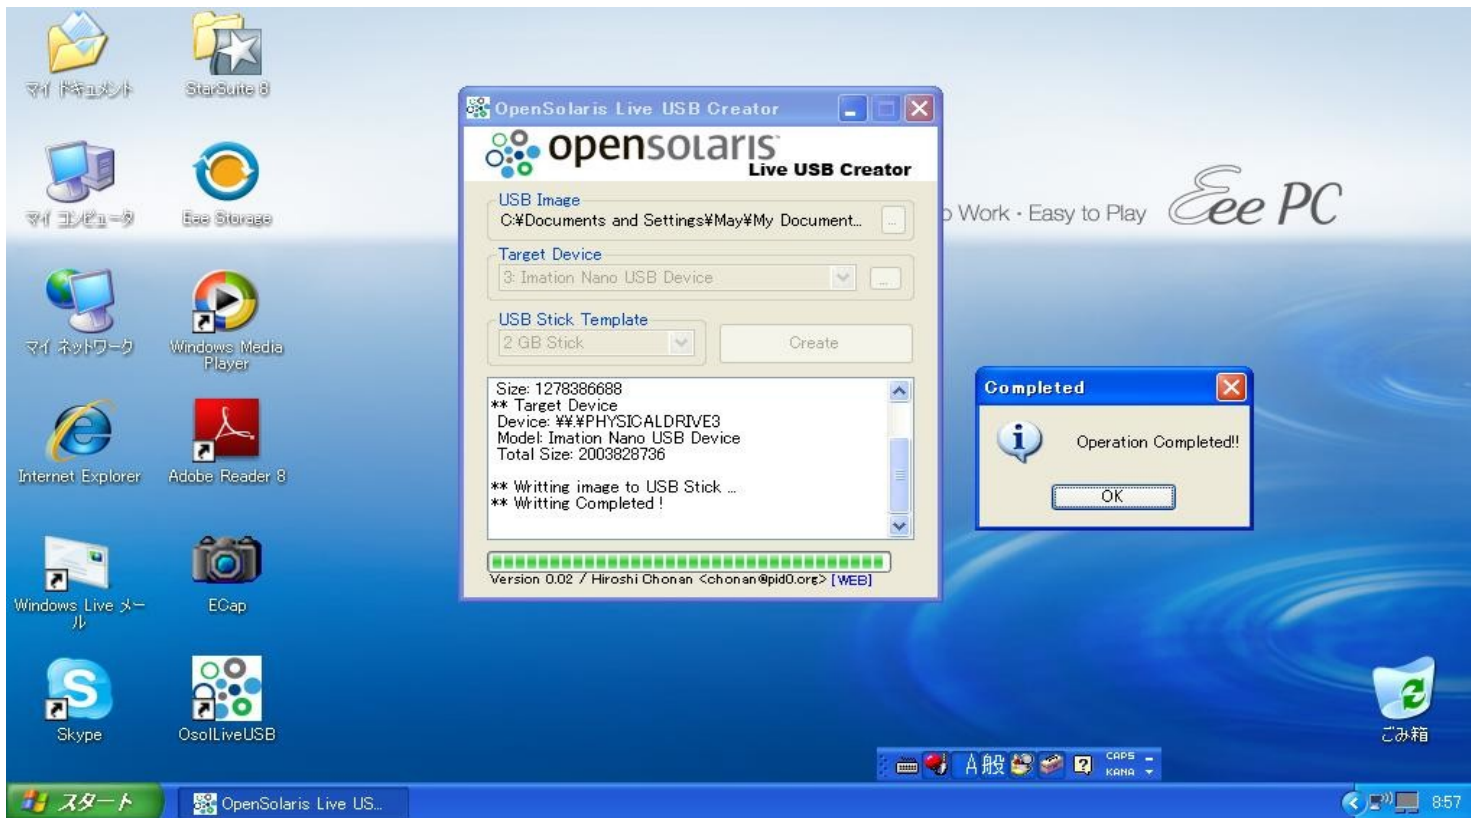 マイ ドキュメント
StarSuite 8
マイ コンピュータ
Eee Storage
マイ ネットワーク
Windows Media
Player
Internet Explorer
Adobe Reader 8
Windows Live メー
ル
ECap
Skype
OsolLiveUSB
OpenSolaris Live USB Creator
opensolaris
Live USB Creator
USB Image
C:¥Documents and Settings¥May¥My Document...
...
Target Device
3: Imation Nano USB Device
...
USB Stick Template
2 GB Stick
Create
Size: 1278386688
** Target Device
Device: ¥¥.¥PHYSICALDRIVE3
Model: Imation Nano USB Device
Total Size: 2003828736
** Writting image to USB Stick ...
** Writting Completed !
Version 0.02 / Hiroshi Chonan <chonan@pid0.org> [WEB]
Work · Easy to Play Eee PC
Completed
Operation Completed!!
OK
ごみ箱
A 般
CAPS
KANA
スタート
OpenSolaris Live US...
8:57